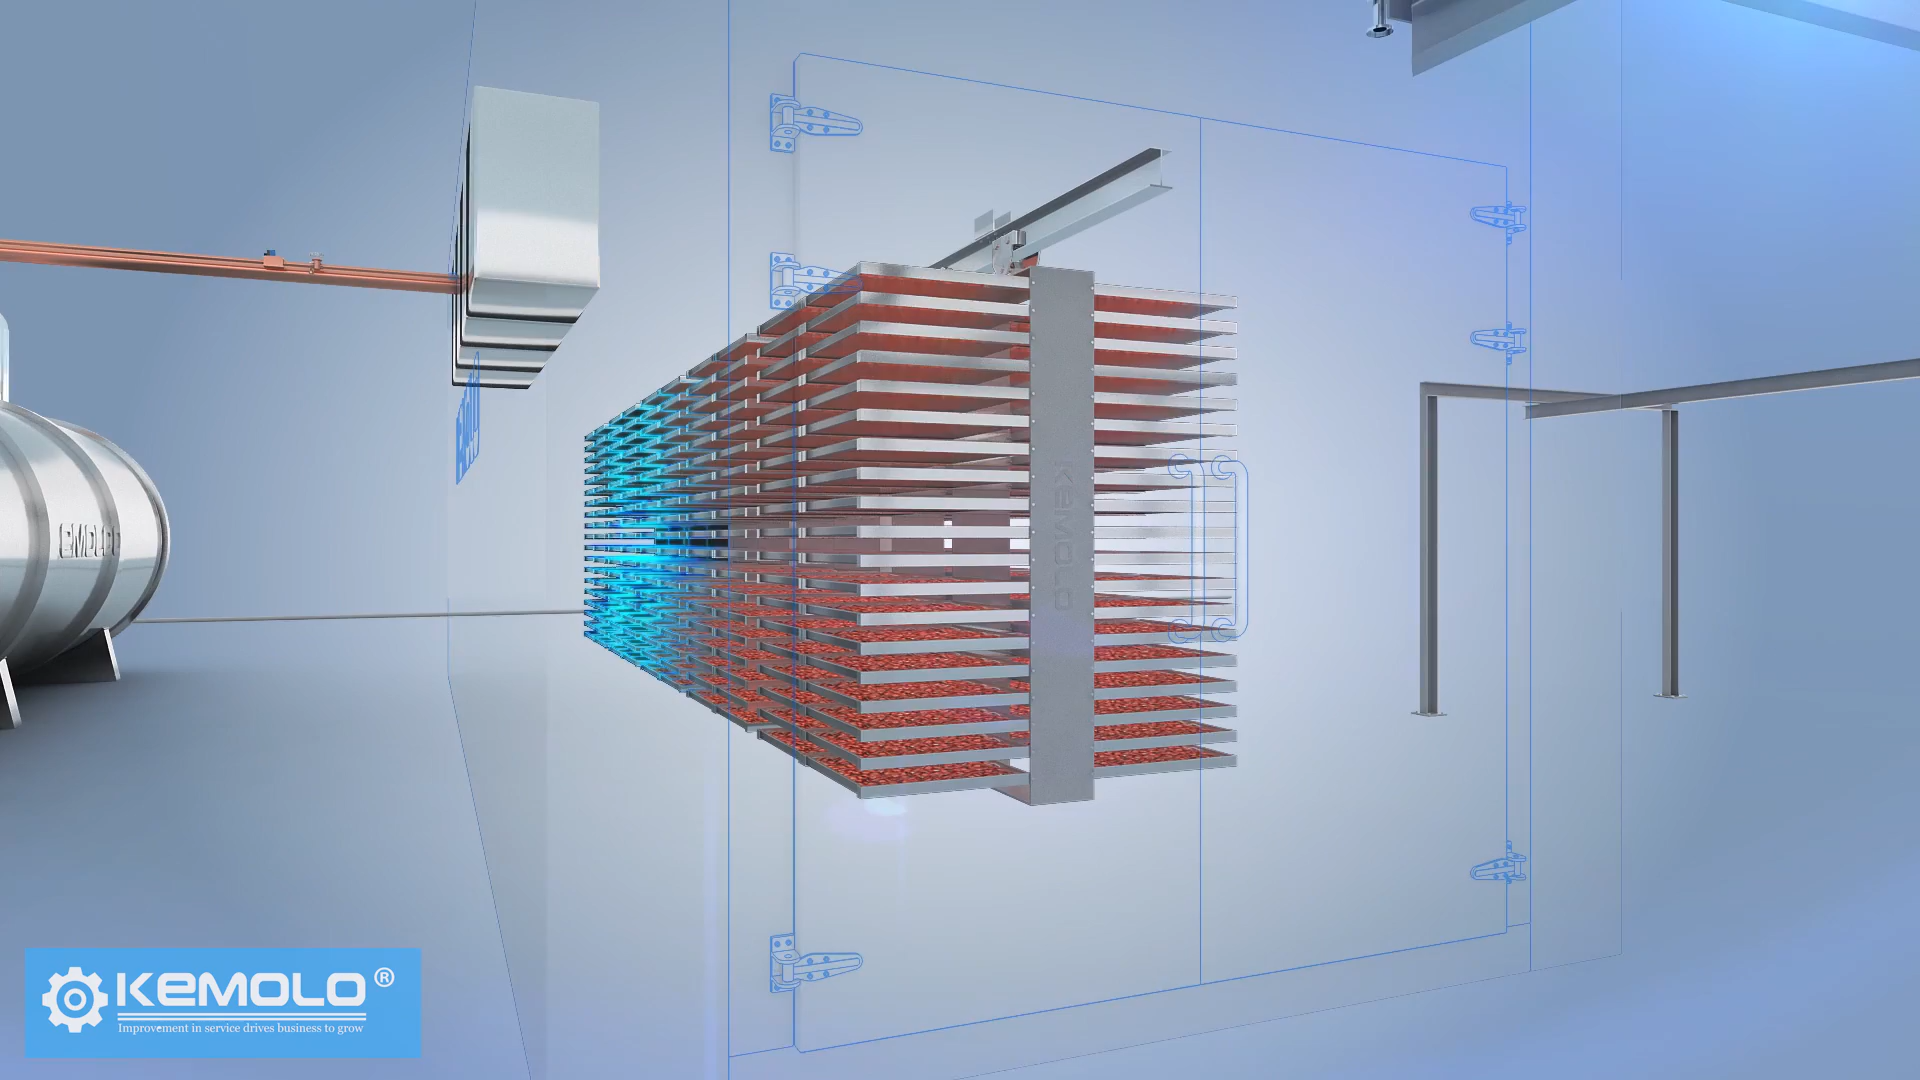 KeMOLO
KeMOLO®
Improvement in service drives business to grow